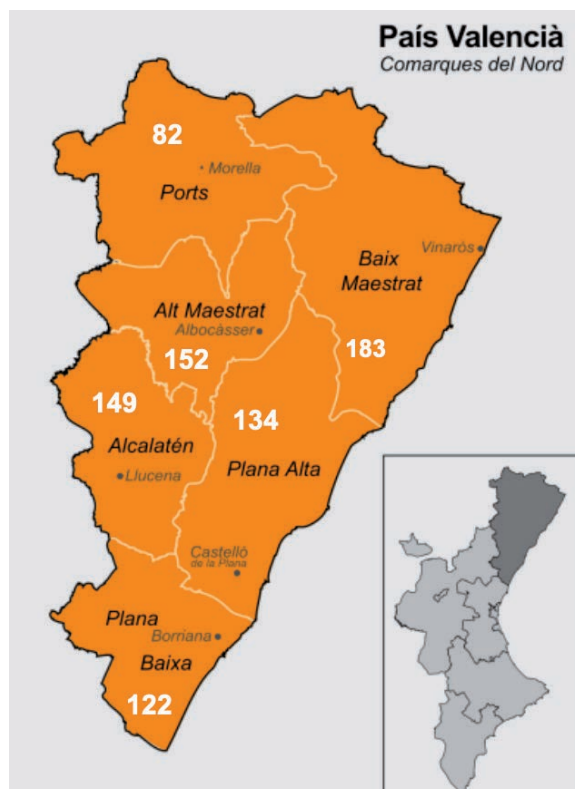 País Valencià
Comarques del Nord
82
Morella
Ports
Vinaròs
Baix
Maestrat
Alt Maestrat
Albocàsser
152
183
149
134
Alcalatén
Plana Alta
Llucena
Castelló
de la Plana
Plana
Borriana
Baixa
122